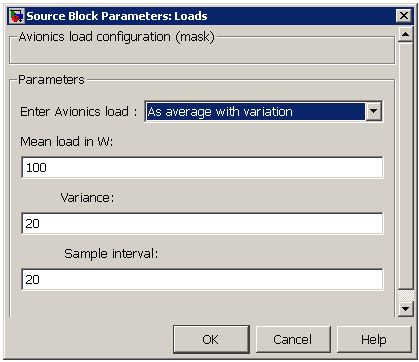 Source Block Parameters: Loads
Avionics load configuration (mask)
Parameters
Enter Avionics load : As average with variation
Mean load in W:
100
Variance:
20
Sample interval:
20
OK Cancel Help